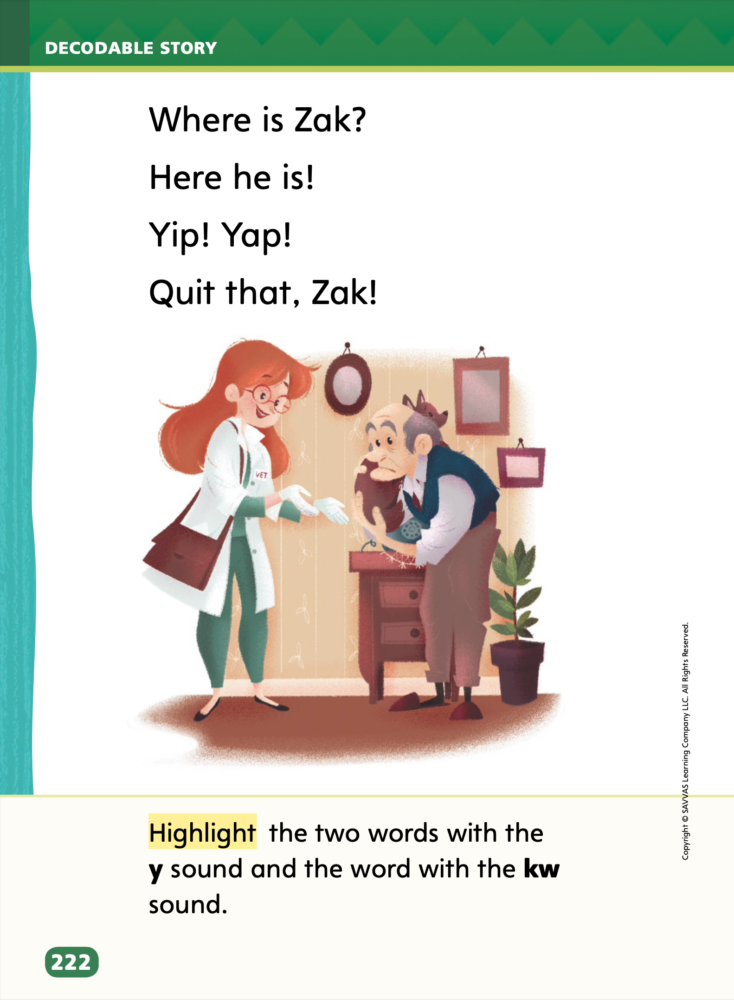 DECODABLE STORY
Where is Zak?
Here he is!
Yip! Yap!
Quit that, Zak!
VET
Highlight the two words with the
y sound and the word with the kw
sound.
Copyright © SAVVAS Learning Company LLC. All Rights Reserved.
222